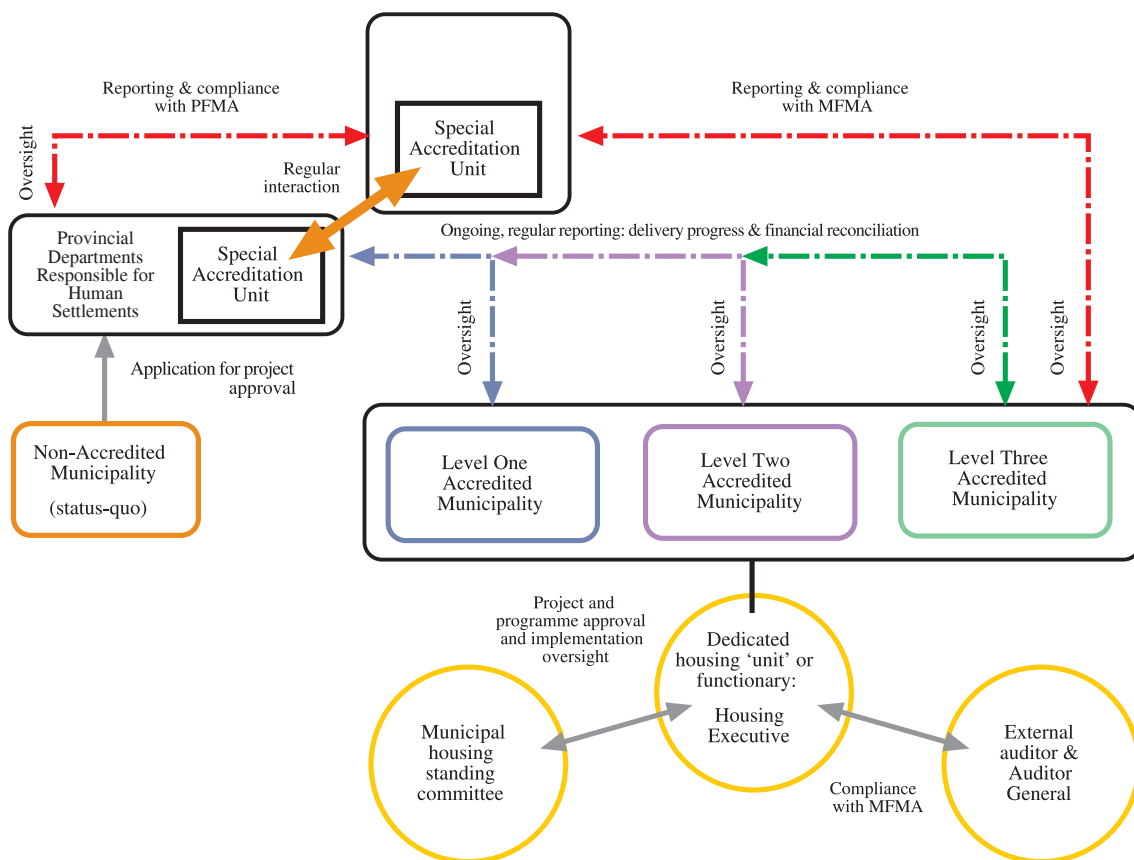 Reporting & compliance
with PFMA
Reporting & compliance
with MFMA
Special
Accreditation
Unit
Oversight
Regular
interaction
Provincial
Departments
Responsible for
Human
Settlements
Special
Accreditation
Unit
Ongoing, regular reporting: delivery progress & financial reconciliation
Oversight
Oversight
Oversight
Oversight
Application for project
approval
Non-Accredited
Municipality
(status-quo)
Level One
Accredited
Municipality
Level Two
Accredited
Municipality
Level Three
Accredited
Municipality
Project and
programme approval
and implementation
oversight
Dedicated
housing ‘unit’ or
functionary:
Housing
Executive
Municipal
housing
standing
committee
External
auditor &
Auditor
General
Compliance
with MFMA